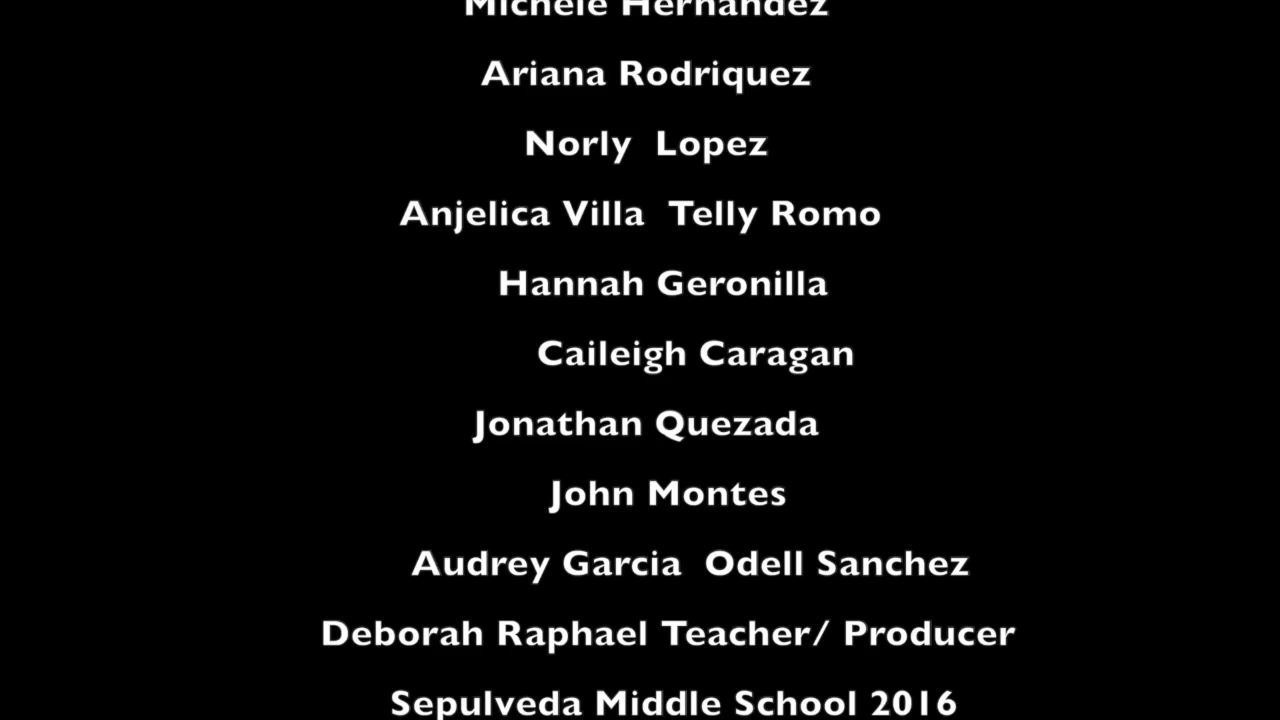 Michele Hernandez
Ariana Rodriquez
Norly  Lopez
Anjelica Villa  Telly Romo
Hannah Geronilla
Caileigh Caragan
Jonathan Quezada
John Montes
Audrey Garcia  Odell Sanchez
Deborah Raphael Teacher/ Producer
Sepulveda Middle School 2016